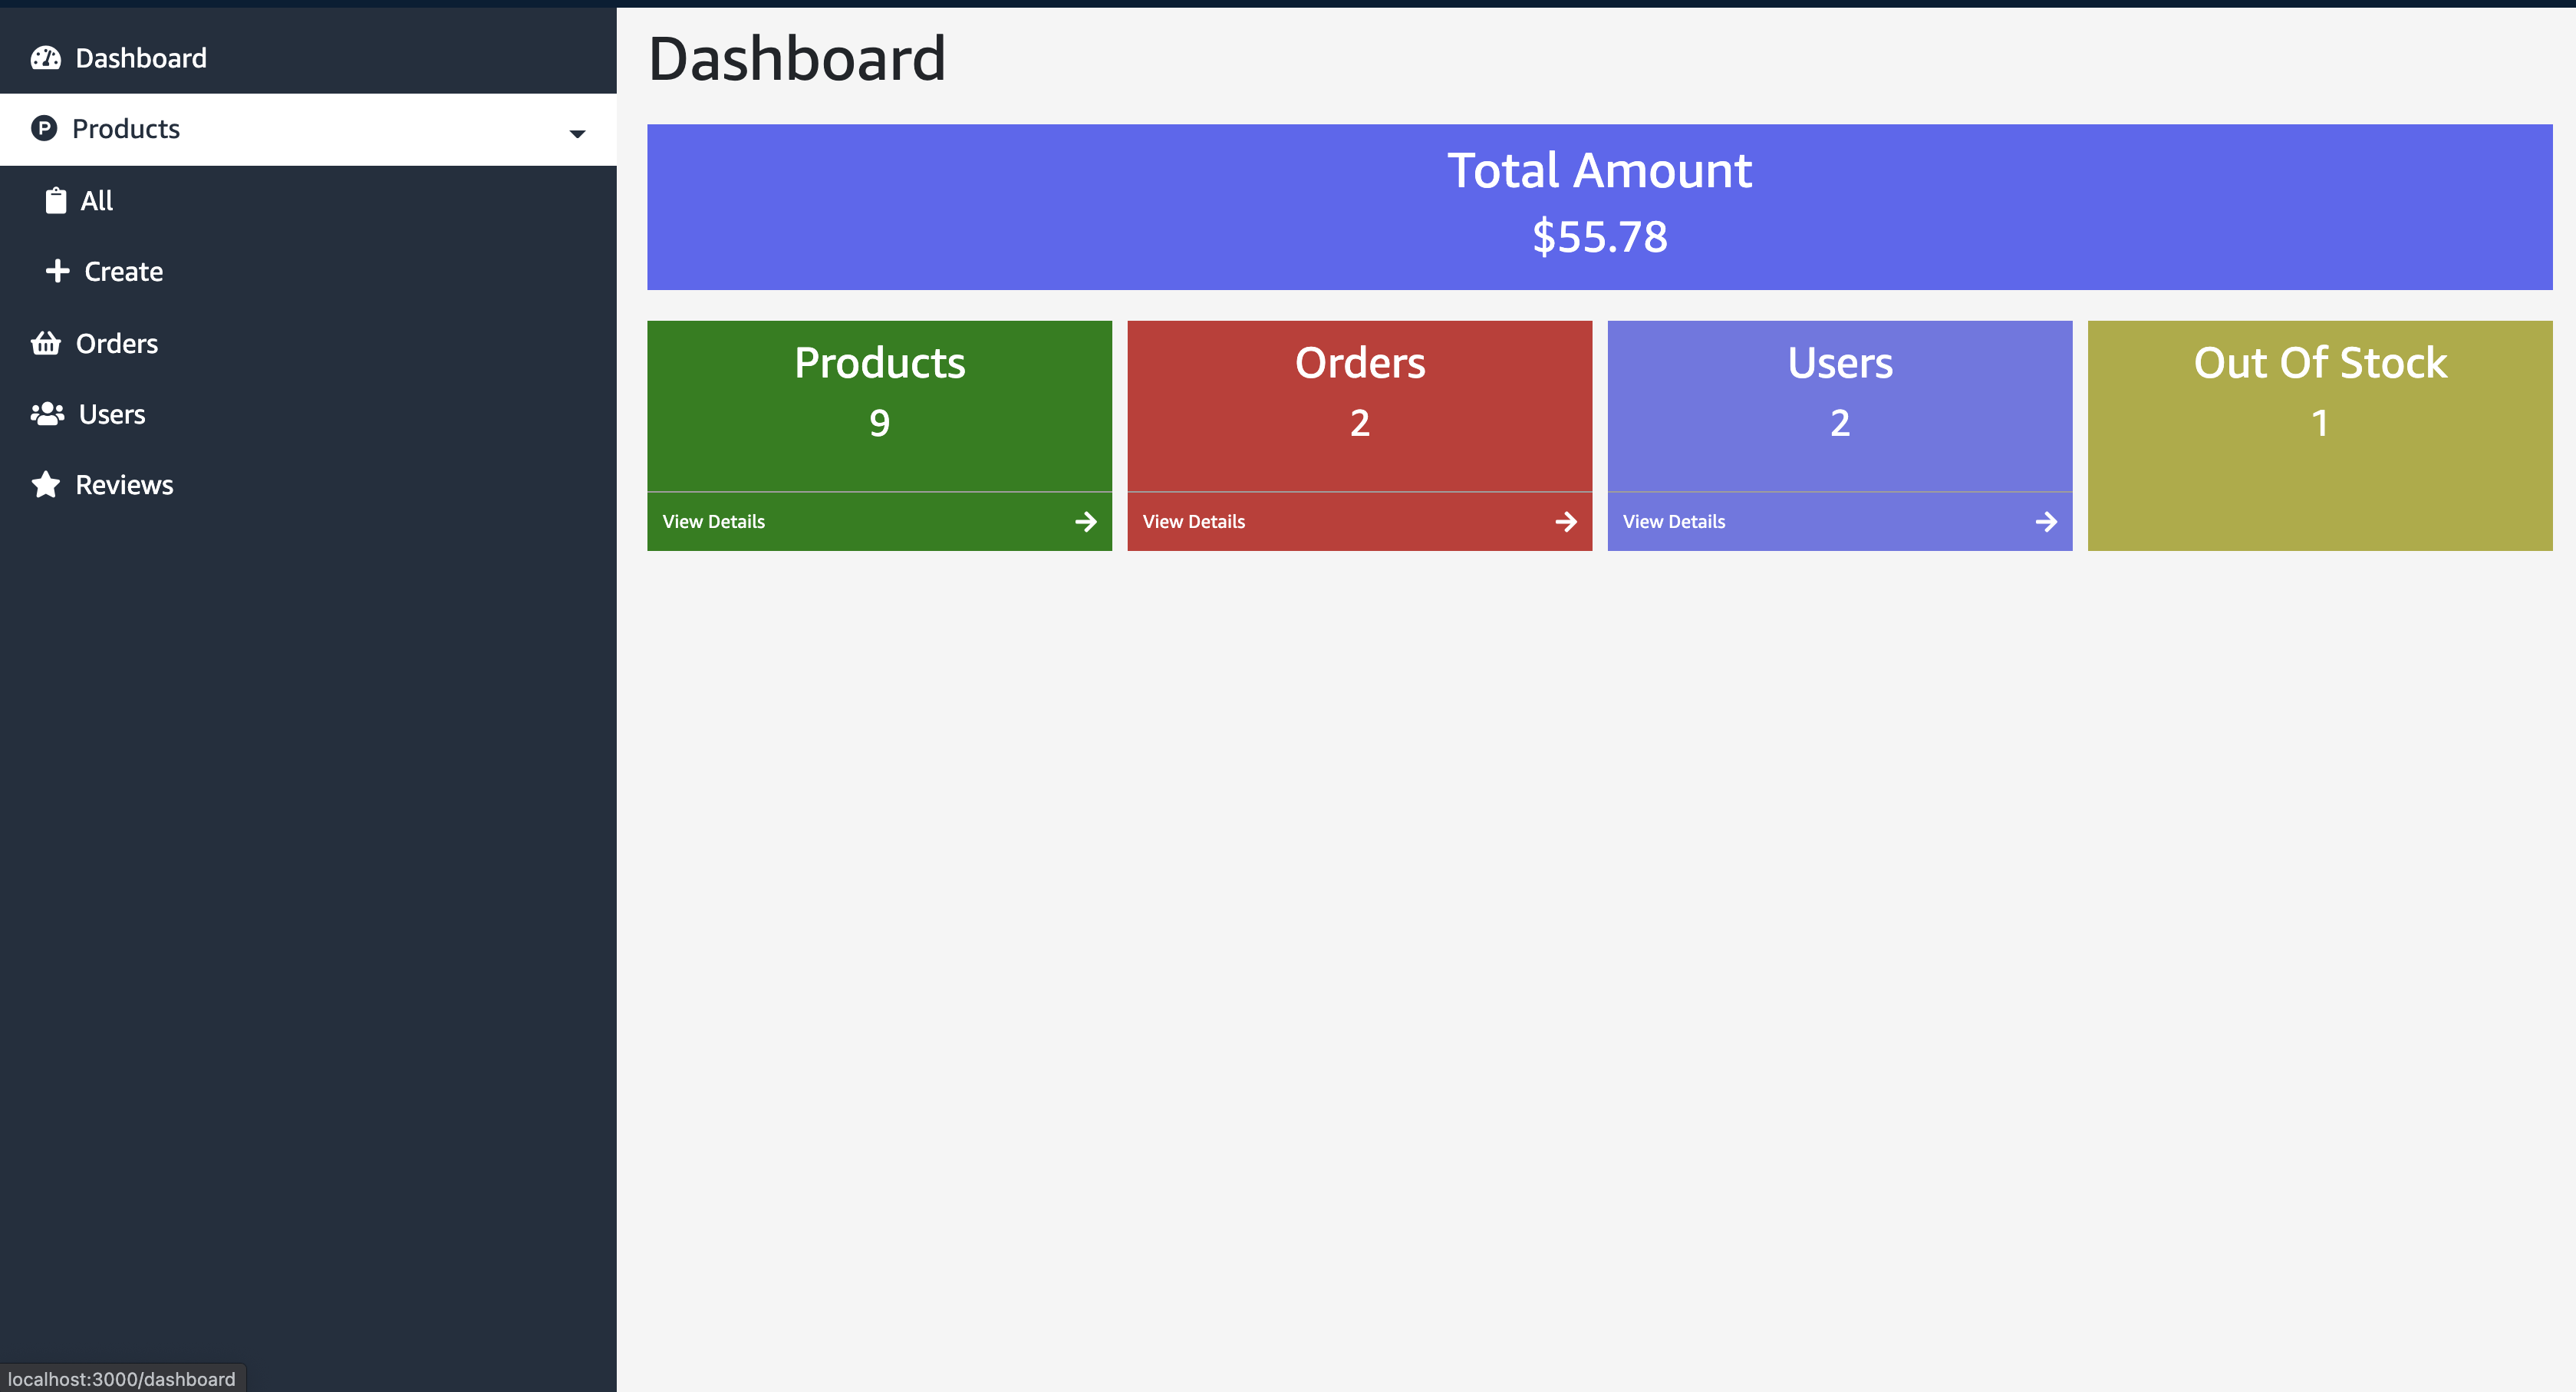 Dashboard
Products
All
Create
Orders
Users
Reviews
Dashboard
Total Amount
$55.78
Products
9
View Details
Orders
2
View Details
Users
2
View Details
Out Of Stock
1
localhost:3000/dashboard